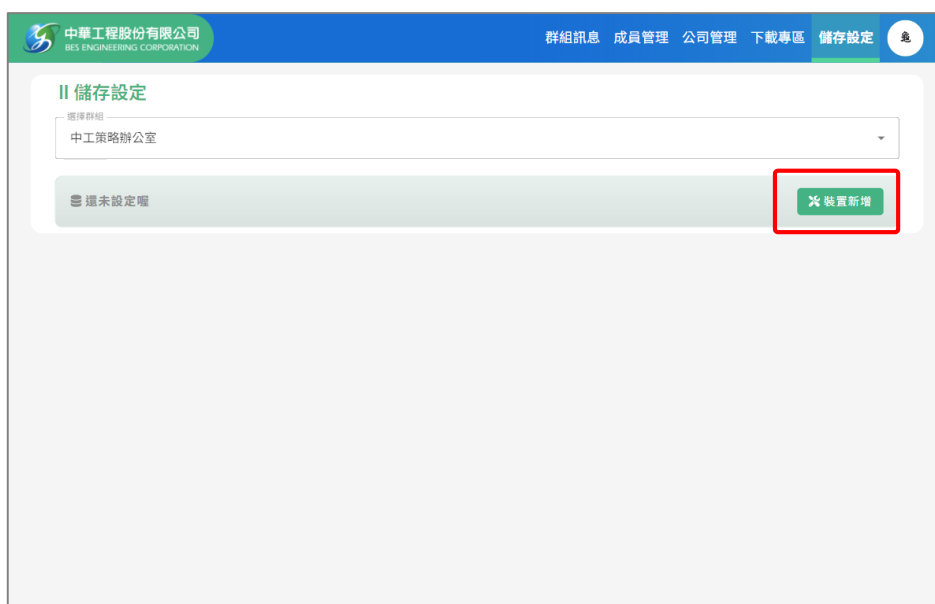 中華工程股份有限公司
BES ENGINEERING CORPORATION
群組訊息 成員管理 公司管理 下載專區 儲存設定 龜
II 儲存設定
選擇群組
中工策略辦公室
還未設定喔
裝置新增